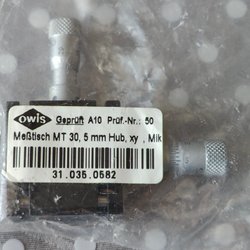 owis Geprüft A10 Prüf.-Nr.: 50
Meßtisch MT 30, 5 mm Hub, xy , Mik
31.035.0582